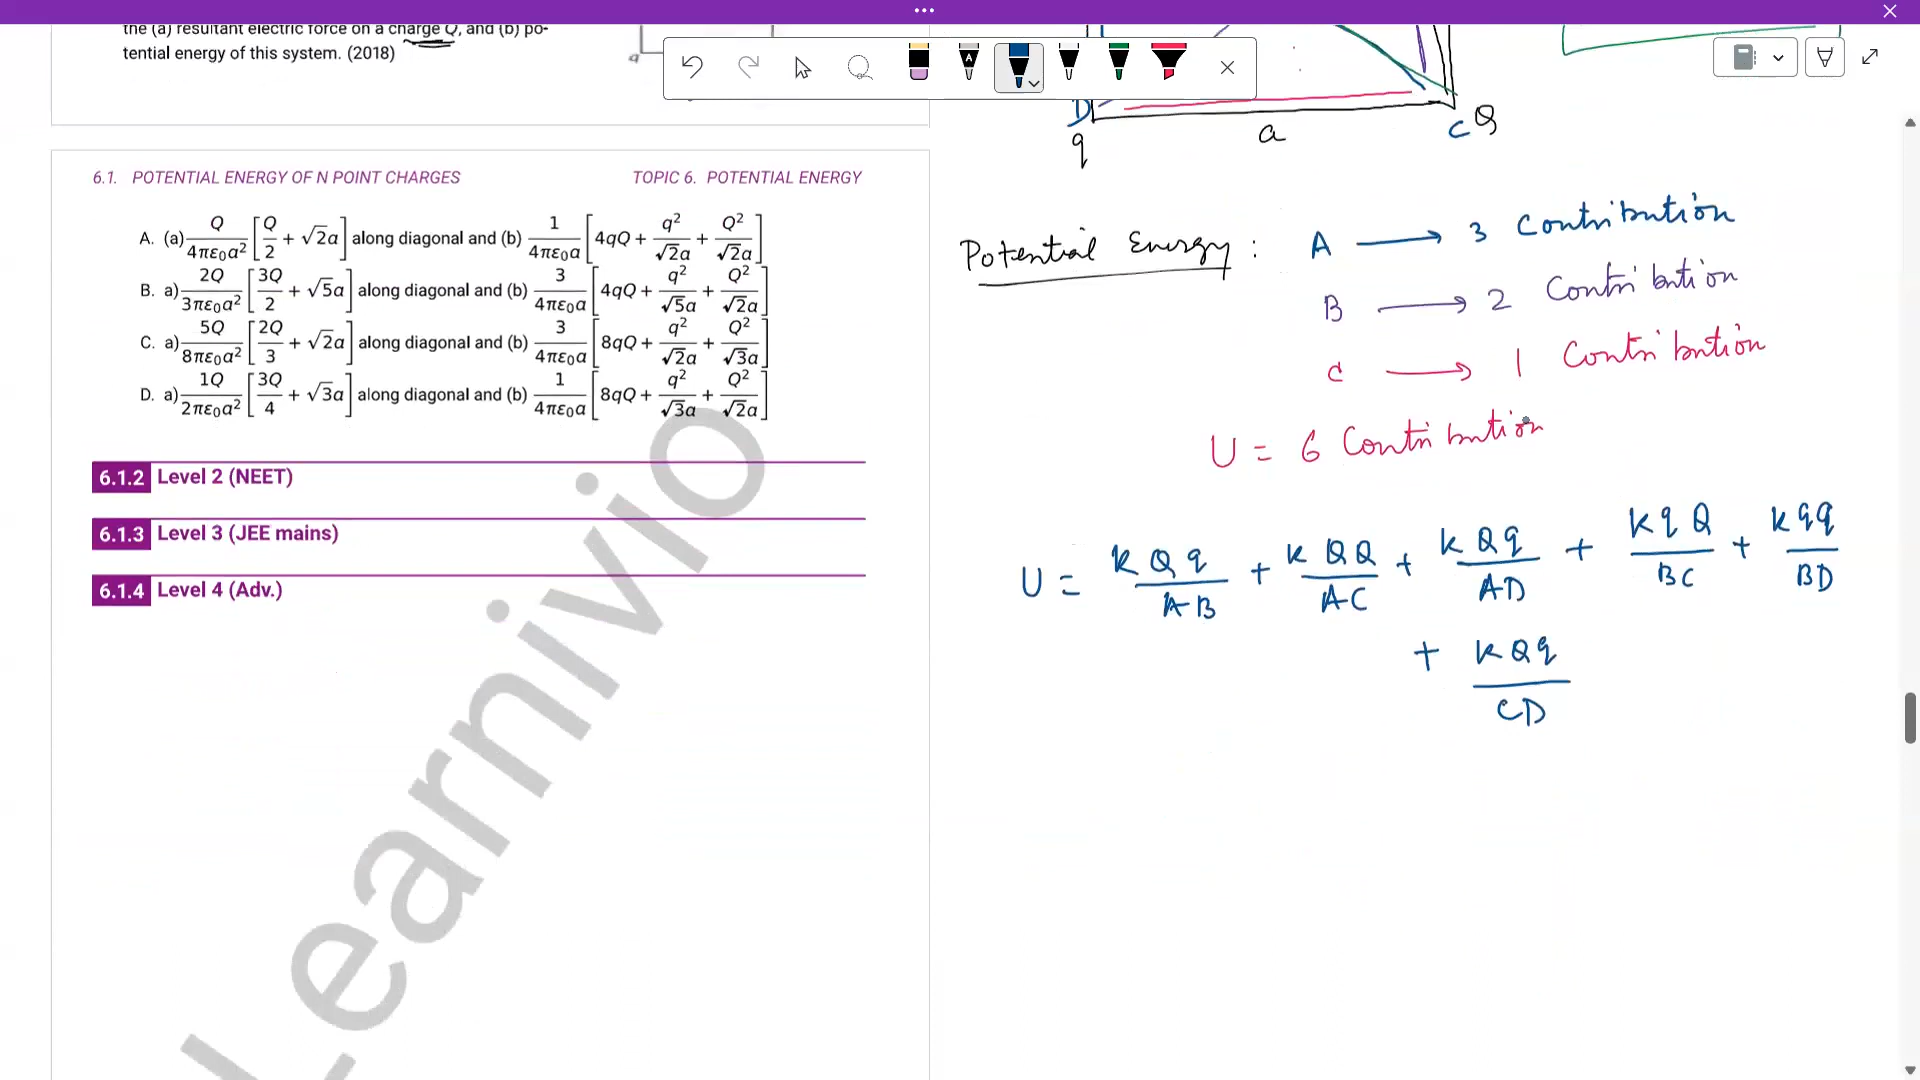 the (a) resultant electric force on a charge Q, and (b) po-
tential energy of this system. (2018)
q
D
q
a
C Q
6.1. POTENTIAL ENERGY OF N POINT CHARGES TOPIC 6. POTENTIAL ENERGY
A. (a) Q/4πε₀a² [Q/2 + √2a] along diagonal and (b) 1/4πε₀a [4qQ + q²/√2a + Q²/√2a]
B. a) 2Q/3πε₀a² [3Q/2 + √5a] along diagonal and (b) 3/4πε₀a [4qQ + q²/√5a + Q²/√2a]
C. a) 5Q/8πε₀a² [2Q/3 + √2a] along diagonal and (b) 3/4πε₀a [8qQ + q²/√2a + Q²/√3a]
D. a) 1Q/2πε₀a² [3Q/4 + √3a] along diagonal and (b) 1/4πε₀a [8qQ + q²/√3a + Q²/√2a]
6.1.2 Level 2 (NEET)
6.1.3 Level 3 (JEE mains)
6.1.4 Level 4 (Adv.)
Learnivio
Potential Energy : A → 3 Contribution
B → 2 Contribution
C → 1 Contribution
U = 6 Contribution
U = kQq/AB + kQQ/AC + kQq/AD + kqQ/BC + kqq/BD
+ kQq/CD